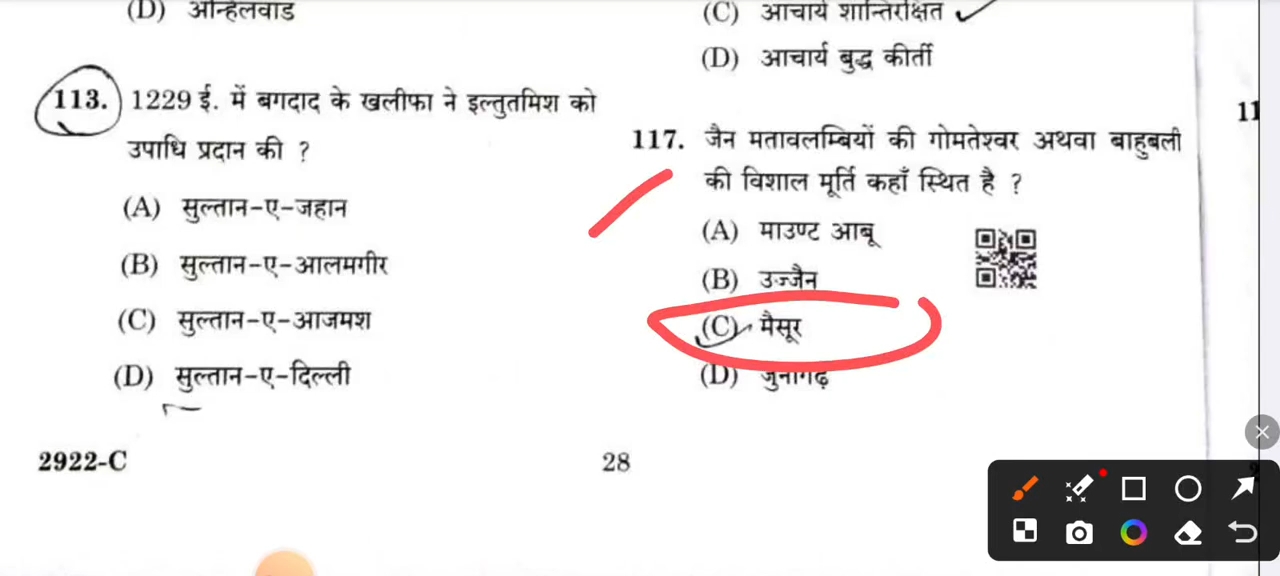 (D) अन्हिलवाड
113. 1229 ई. में बगदाद के खलीफा ने इल्तुतमिश को
उपाधि प्रदान की ?
(A) सुल्तान-ए-जहान
(B) सुल्तान-ए-आलमगीर
(C) सुल्तान-ए-आजमश
(D) सुल्तान-ए-दिल्ली
(C) आचार्य शान्तिरक्षित
(D) आचार्य बुद्ध कीर्ती
117. जैन मतावलम्बियों की गोमतेश्वर अथवा बाहुबली
की विशाल मूर्ति कहाँ स्थित है ?
(A) माउण्ट आबू
(B) उज्जैन
(C) मैसूर
(D) जुनागढ़
11
2922-C
28